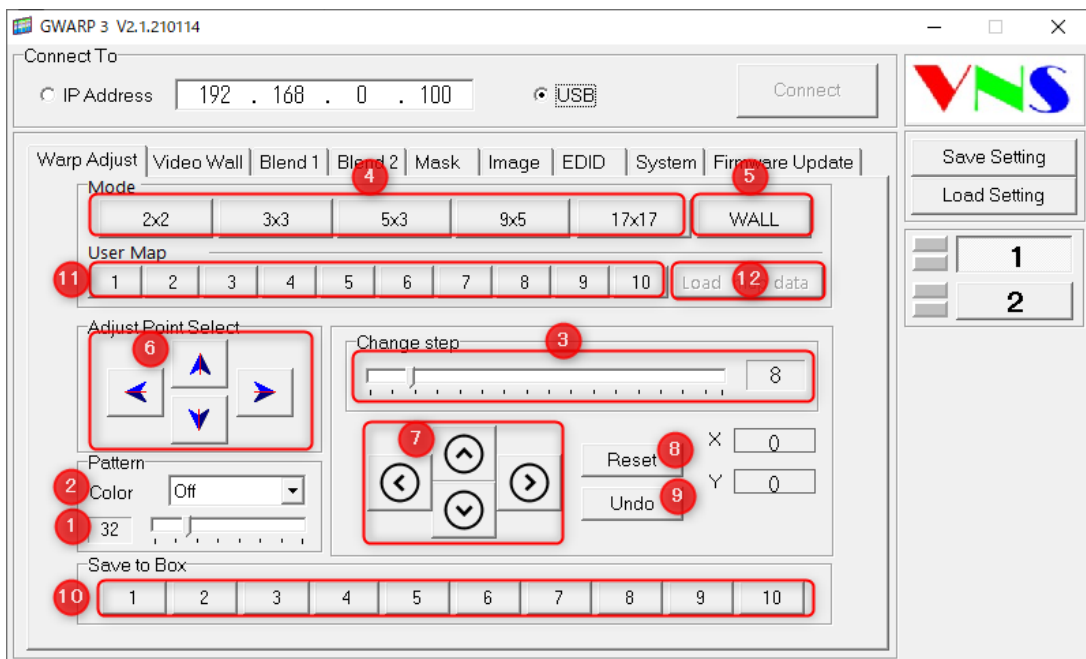 GWARP 3 V2.1.210114
Connect To
IP Address 192 . 168 . 0 . 100 USB Connect
VNS
Warp Adjust Video Wall Blend 1 Blend 2 Mask Image EDID System Firmware Update
Save Setting
Load Setting
Mode 4 5
2x2 3x3 5x3 9x5 17x17 WALL
User Map
11 1 2 3 4 5 6 7 8 9 10 Load 12 data
1
2
Adjust Point Select
6
Change step 3
8
7
Reset 8 X 0
Undo 9 Y 0
Pattern
2 Color Off
1 32
Save to Box
10 1 2 3 4 5 6 7 8 9 10